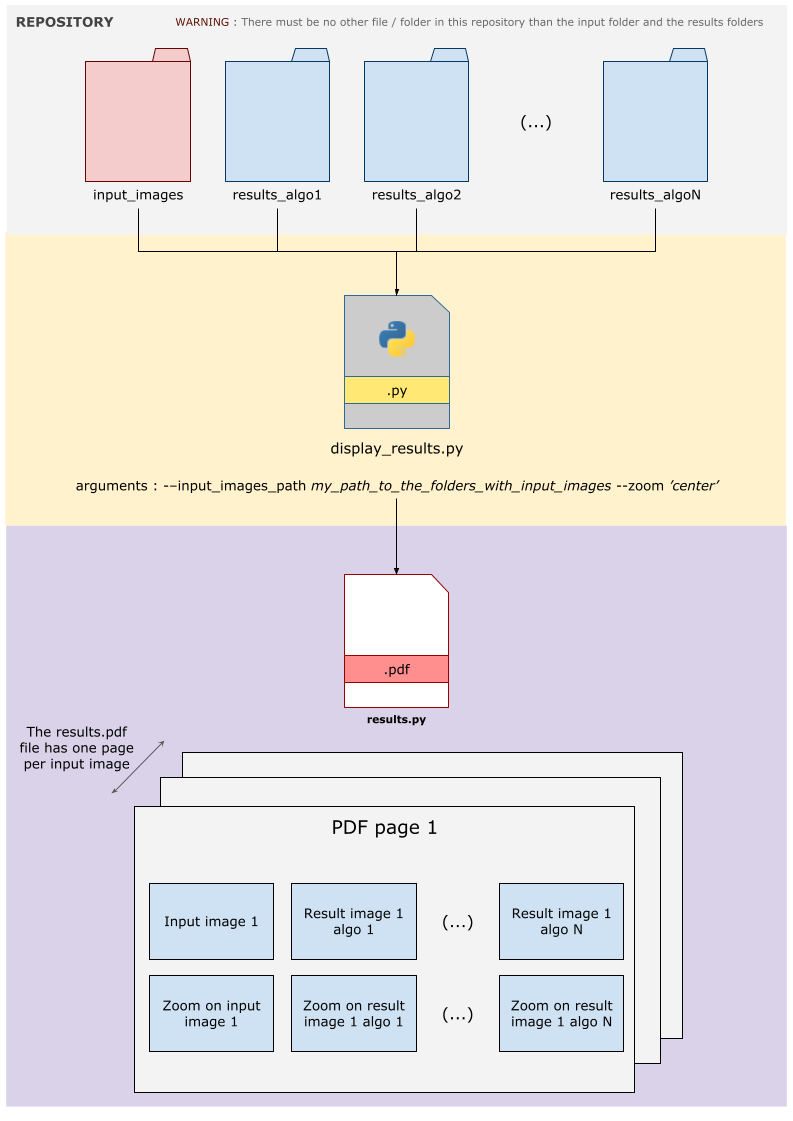 REPOSITORY
WARNING : There must be no other file / folder in this repository than the input folder and the results folders
(...)
input_images
results_algo1
results_algo2
results_algoN
.py
display_results.py
arguments : -–input_images_path my_path_to_the_folders_with_input_images --zoom ’center’
.pdf
results.py
The results.pdf
file has one page
per input image
PDF page 1
Input image 1
Result image 1
algo 1
(...)
Result image 1
algo N
Zoom on input
image 1
Zoom on result
image 1 algo 1
(...)
Zoom on result
image 1 algo N